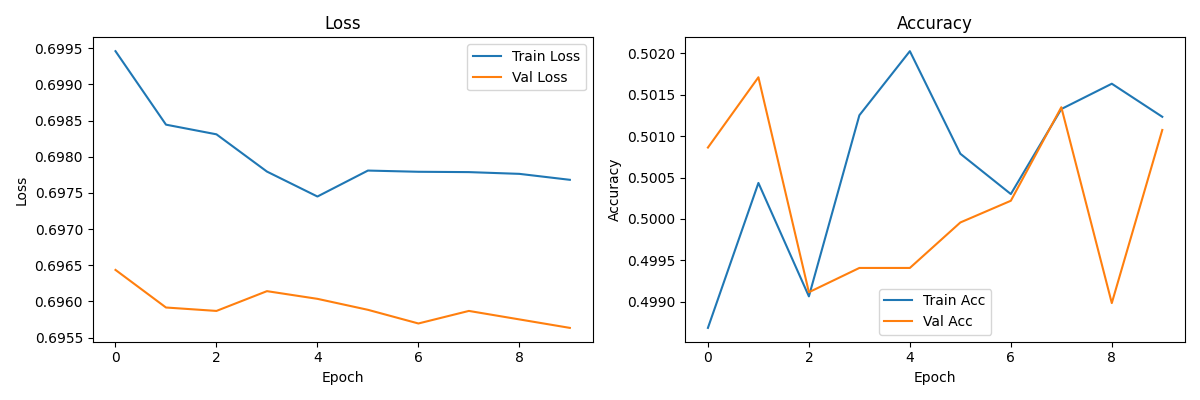 Loss
0.6995
0.6990
0.6985
0.6980
0.6975
0.6970
0.6965
0.6960
0.6955
Loss
Train Loss
Val Loss
0 2 4 6 8
Epoch
Accuracy
0.5020
0.5015
0.5010
0.5005
0.5000
0.4995
0.4990
Accuracy
Train Acc
Val Acc
0 2 4 6 8
Epoch